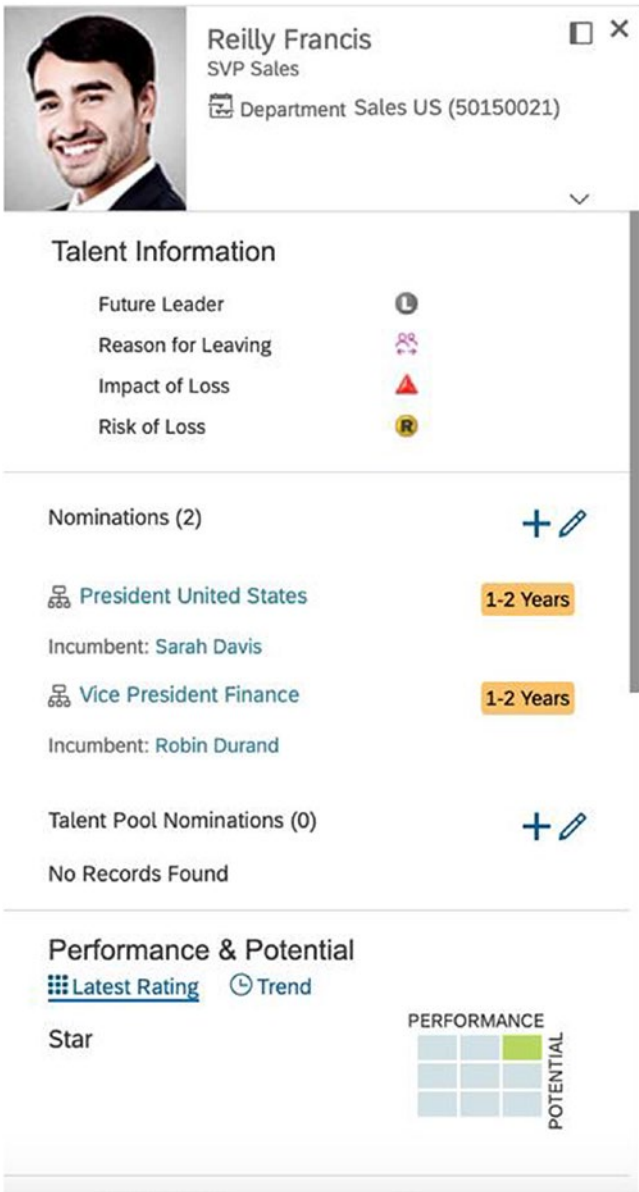 Reilly Francis
SVP Sales
Department Sales US (50150021)
Talent Information
Future Leader L
Reason for Leaving
Impact of Loss
Risk of Loss R
Nominations (2)
President United States 1-2 Years
Incumbent: Sarah Davis
Vice President Finance 1-2 Years
Incumbent: Robin Durand
Talent Pool Nominations (0)
No Records Found
Performance & Potential
Latest Rating Trend
Star
PERFORMANCE
POTENTIAL